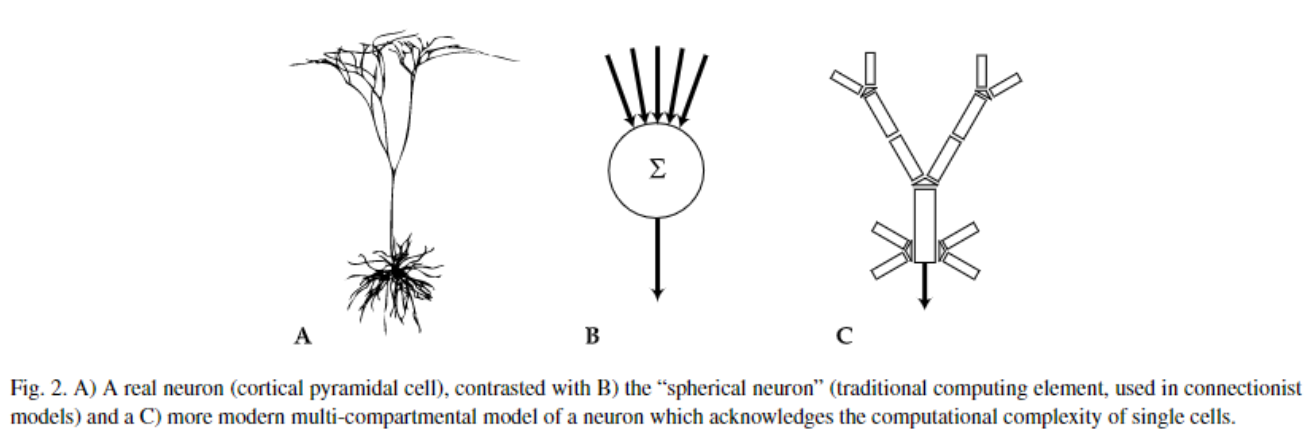 Σ
A
B
C
Fig. 2. A) A real neuron (cortical pyramidal cell), contrasted with B) the “spherical neuron” (traditional computing element, used in connectionist
models) and a C) more modern multi-compartmental model of a neuron which acknowledges the computational complexity of single cells.